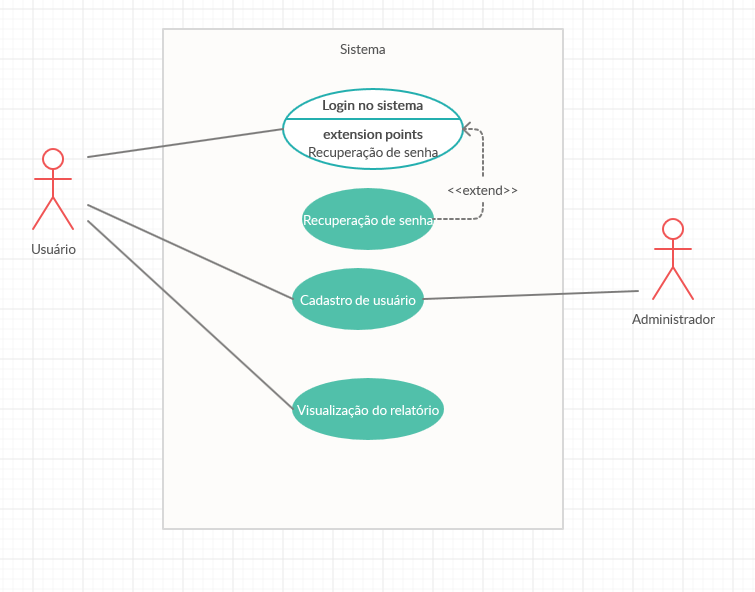 Sistema
Login no sistema
extension points
Recuperação de senha
<<extend>>
Recuperação de senha
Usuário
Cadastro de usuário
Administrador
Visualização do relatório